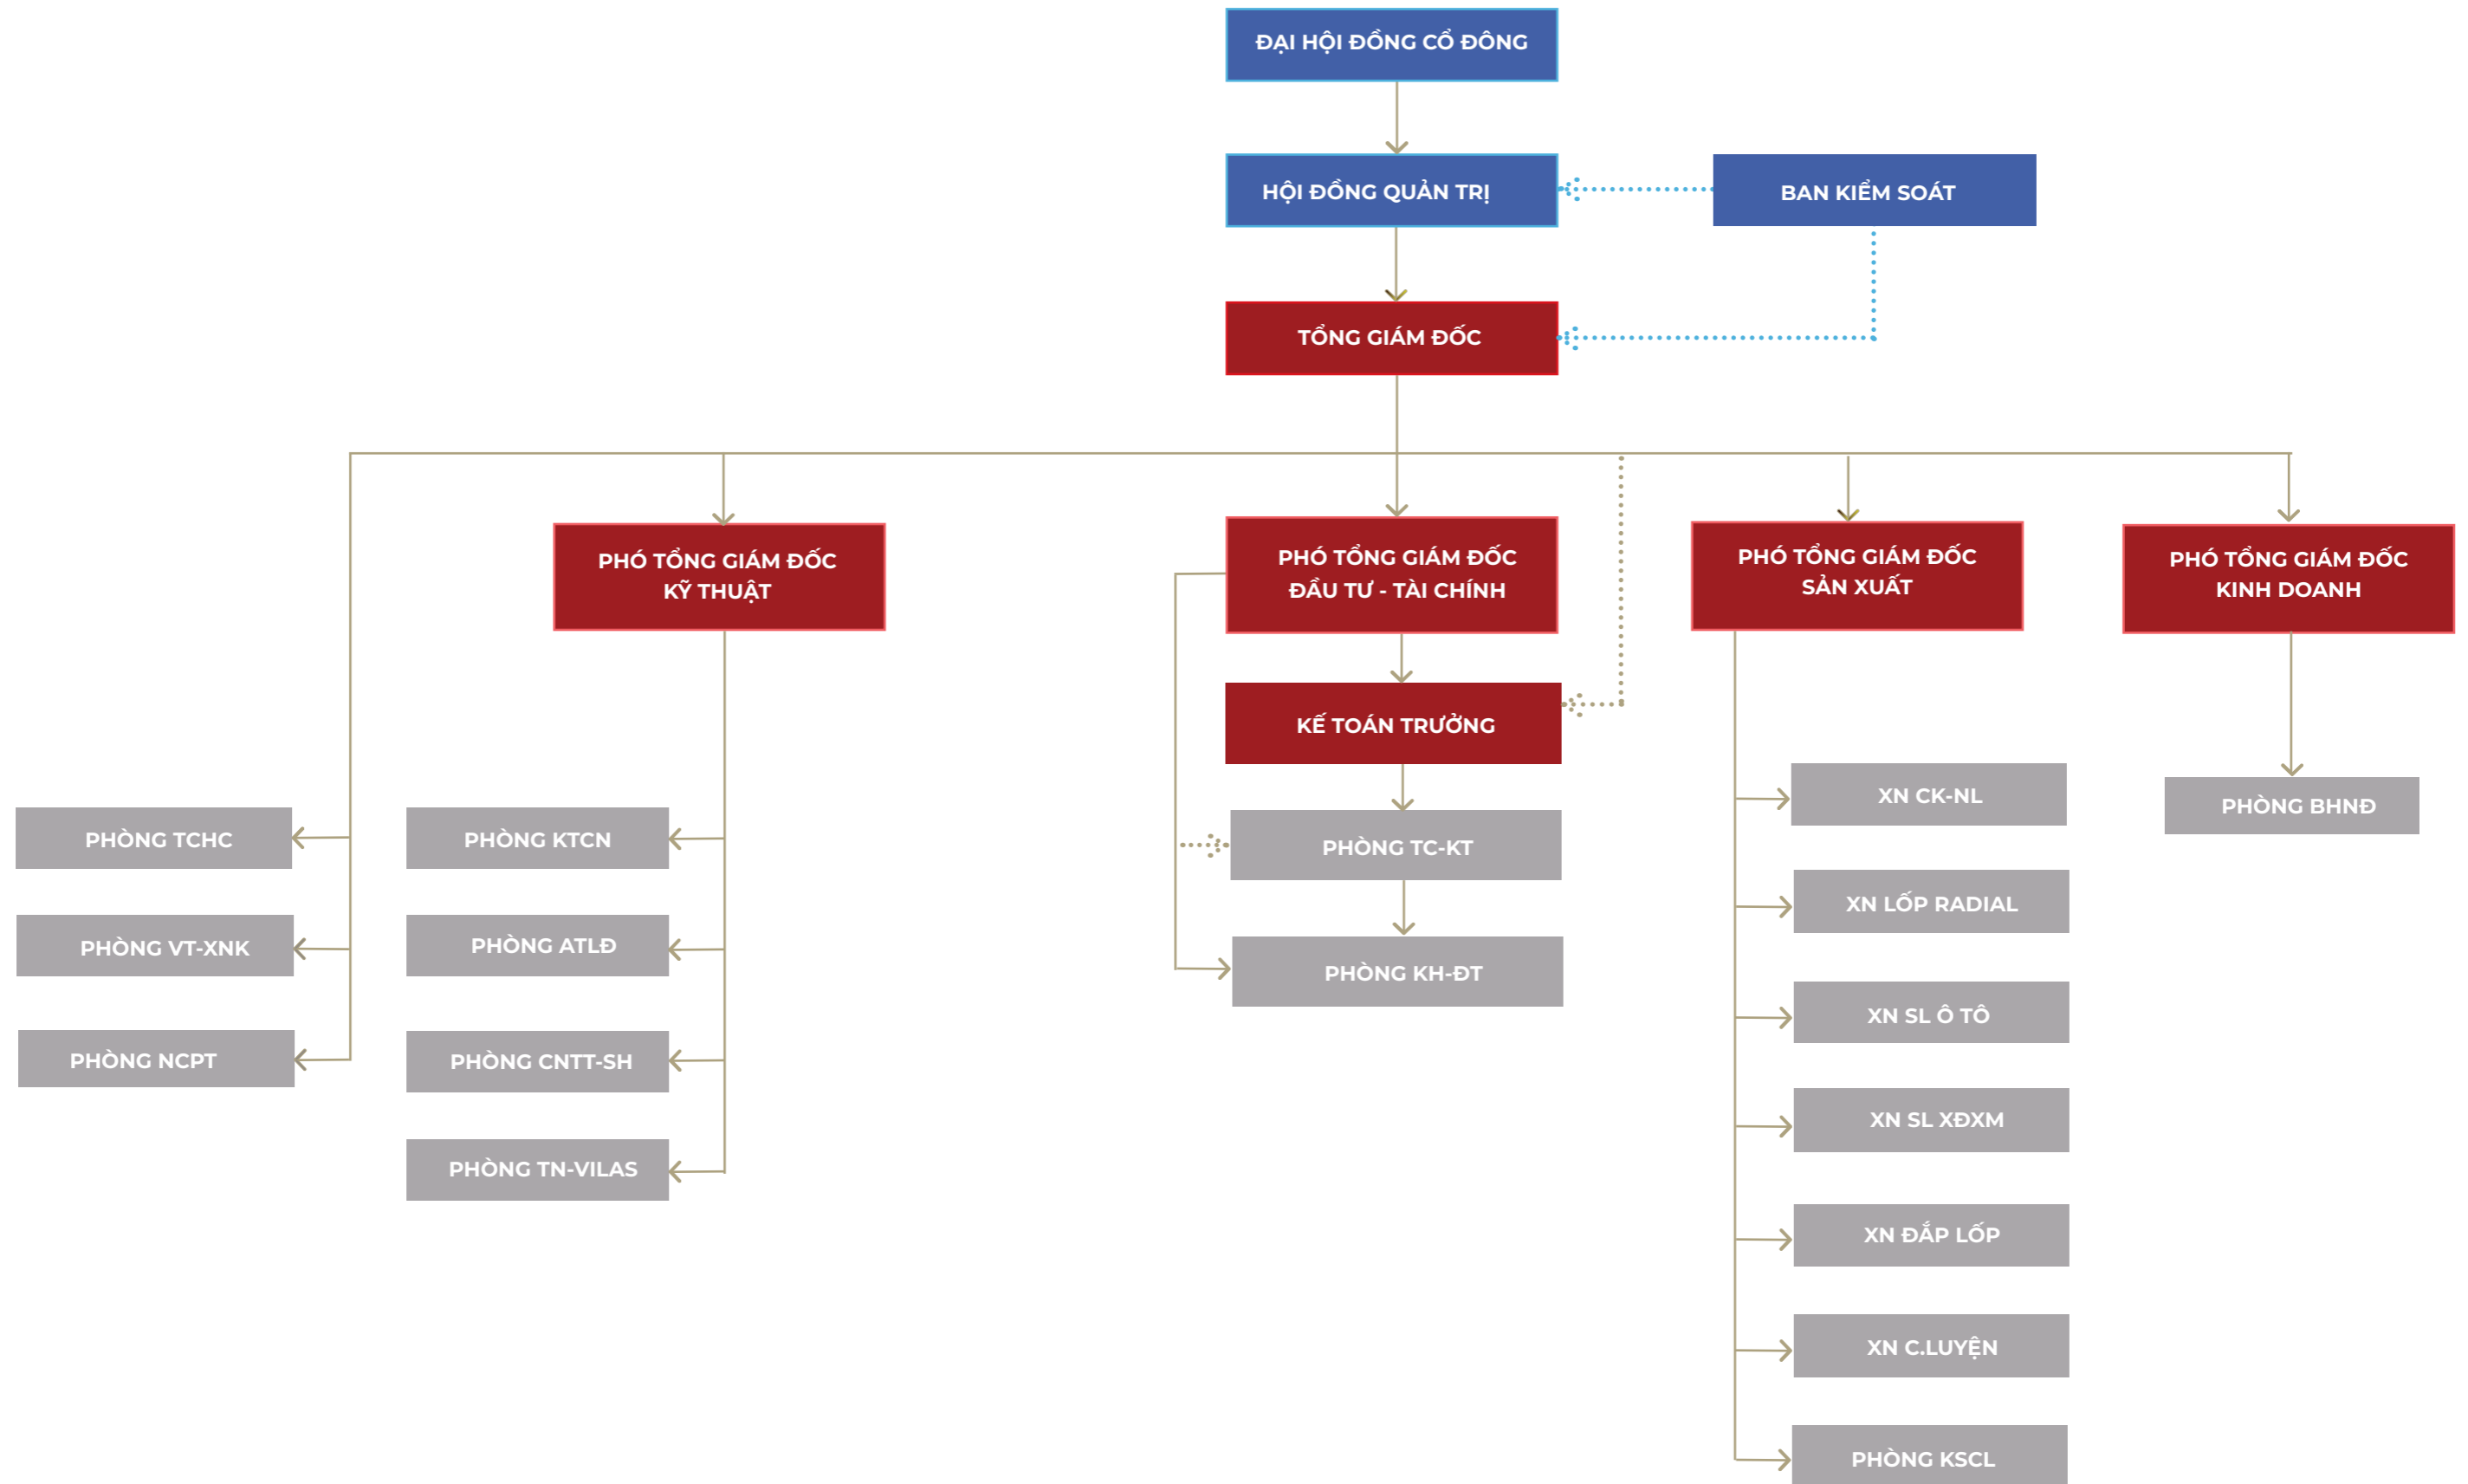 ĐẠI HỘI ĐỒNG CỔ ĐÔNG
HỘI ĐỒNG QUẢN TRỊ
BAN KIỂM SOÁT
TỔNG GIÁM ĐỐC
PHÓ TỔNG GIÁM ĐỐC
KỸ THUẬT
PHÓ TỔNG GIÁM ĐỐC
ĐẦU TƯ - TÀI CHÍNH
PHÓ TỔNG GIÁM ĐỐC
SẢN XUẤT
PHÓ TỔNG GIÁM ĐỐC
KINH DOANH
KẾ TOÁN TRƯỞNG
PHÒNG TCHC
PHÒNG VT-XNK
PHÒNG NCPT
PHÒNG KTCN
PHÒNG ATLĐ
PHÒNG CNTT-SH
PHÒNG TN-VILAS
PHÒNG TC-KT
PHÒNG KH-ĐT
XN CK-NL
XN LỐP RADIAL
XN SL Ô TÔ
XN SL XĐXM
XN ĐẮP LỐP
XN C.LUYỆN
PHÒNG KSCL
PHÒNG BHNĐ